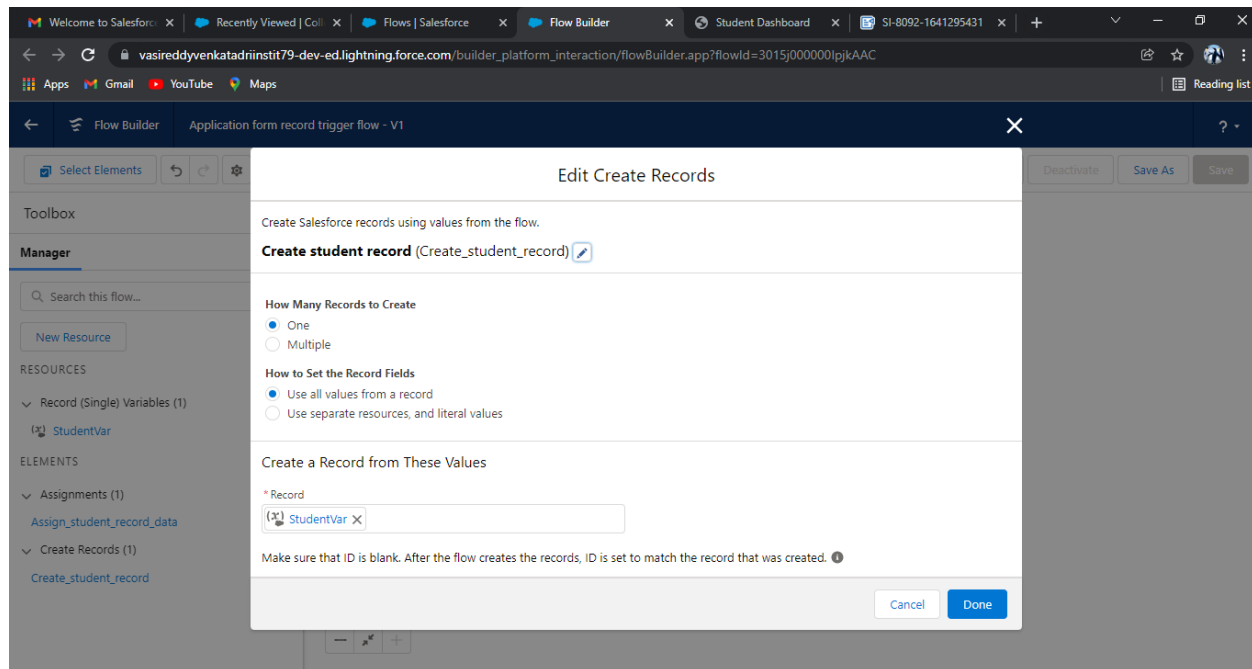 Welcome to Salesforc
Recently Viewed | Coll
Flows | Salesforce
Flow Builder
Student Dashboard
SI-8092-1641295431
vasireddyvenkatadriinstit79-dev-ed.lightning.force.com/builder_platform_interaction/flowBuilder.app?flowId=3015j000000IpjkAAC
Apps
Gmail
YouTube
Maps
Reading list
Flow Builder
Application form record trigger flow - V1
?
Select Elements
Deactivate
Save As
Save
Toolbox
Manager
Search this flow...
New Resource
RESOURCES
Record (Single) Variables (1)
StudentVar
ELEMENTS
Assignments (1)
Assign_student_record_data
Create Records (1)
Create_student_record
Edit Create Records
Create Salesforce records using values from the flow.
Create student record (Create_student_record)
How Many Records to Create
One
Multiple
How to Set the Record Fields
Use all values from a record
Use separate resources, and literal values
Create a Record from These Values
* Record
StudentVar
Make sure that ID is blank. After the flow creates the records, ID is set to match the record that was created.
Cancel
Done